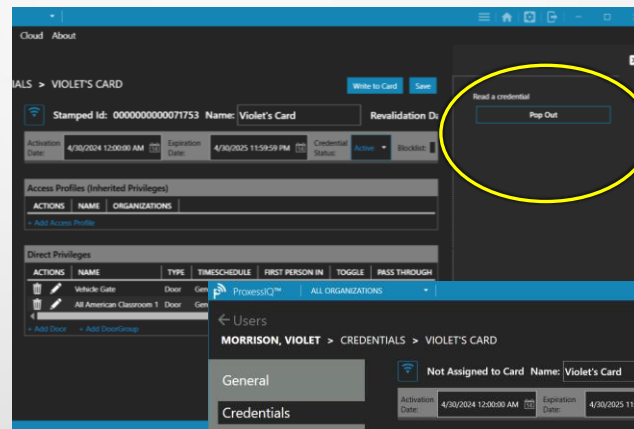 Cloud About
IALS > VIOLET'S CARD
Write to Card Save
Stamped Id: 0000000000071753 Name: Violet's Card Revalidation Da
Activation Date: 4/30/2024 12:00:00 AM Expiration Date: 4/30/2025 11:59:59 PM Credential Status: Active Blocklist:
Access Profiles (Inherited Privileges)
ACTIONS NAME ORGANIZATIONS
+ Add Access Profile
Direct Privileges
ACTIONS NAME TYPE TIMESCHEDULE FIRST PERSON IN TOGGLE PASS THROUGH
Vehicle Gate Door Gen
All American Classroom 1 Door Gen
+ Add Door + Add DoorGroup
Read a credential
Pop Out
ProxessIQ™ ALL ORGANIZATIONS
← Users
MORRISON, VIOLET > CREDENTIALS > VIOLET'S CARD
General
Credentials
Not Assigned to Card Name: Violet's Card
Activation Date: 4/30/2024 12:00:00 AM Expiration Date: 4/30/2025 11